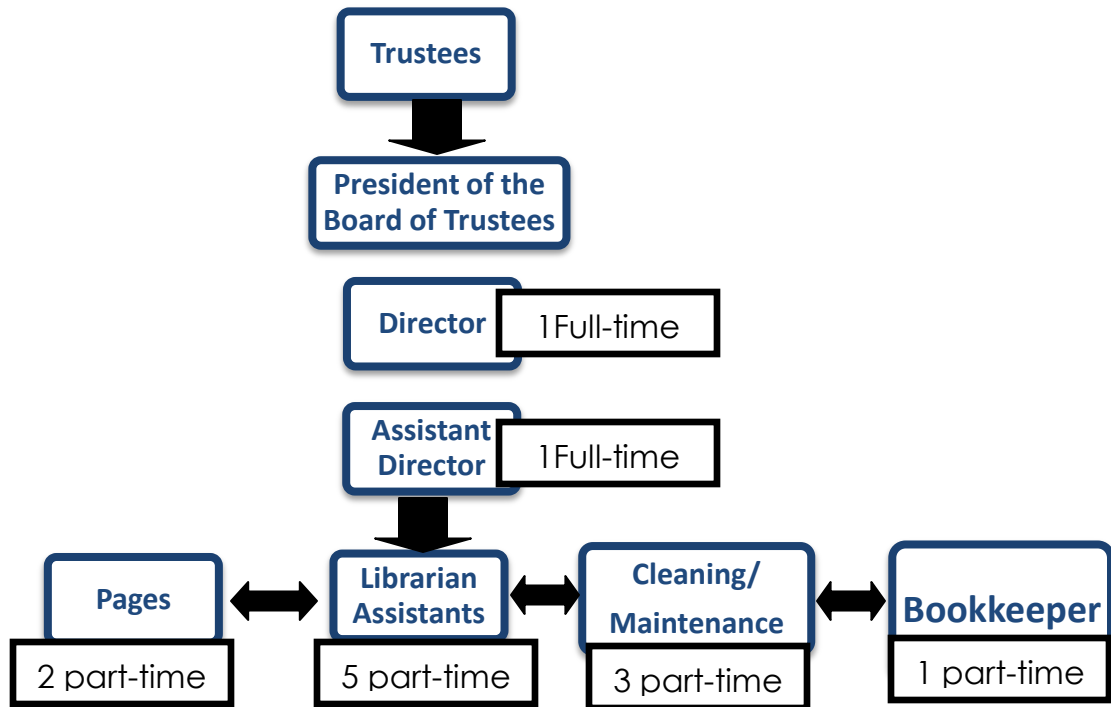 Trustees
President of the
Board of Trustees
Director
1Full-time
Assistant
Director
1Full-time
Pages
2 part-time
Librarian
Assistants
5 part-time
Cleaning/
Maintenance
3 part-time
Bookkeeper
1 part-time